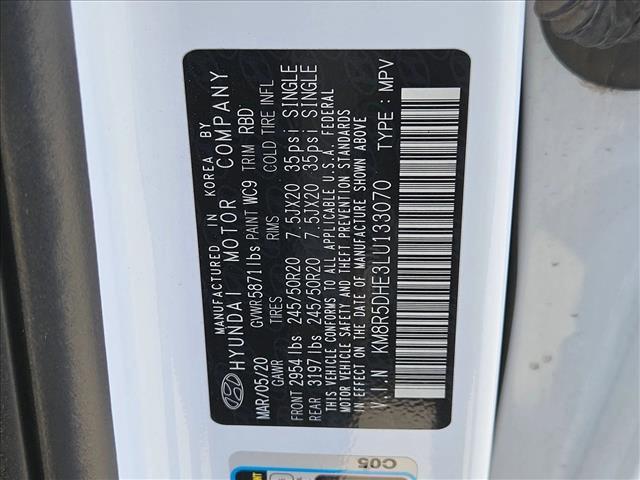 MANUFACTURED IN KOREA BY
HYUNDAI MOTOR COMPANY
MAR/05/20 GVWR5871lbs PAINT WC9 TRIM RBD
GAWR TIRES RIMS COLD TIRE INFL
FRONT 2954 lbs 245/50R20 7.5JX20 35psi SINGLE
REAR 3197 lbs 245/50R20 7.5JX20 35psi SINGLE
THIS VEHICLE CONFORMS TO ALL APPLICABLE U.S.A. FEDERAL
MOTOR VEHICLE SAFETY AND THEFT PREVENTION STANDARDS
IN EFFECT ON THE DATE OF MANUFACTURE SHOWN ABOVE
V.I.N KM8R5DHE3LU133070 TYPE : MPV
C05